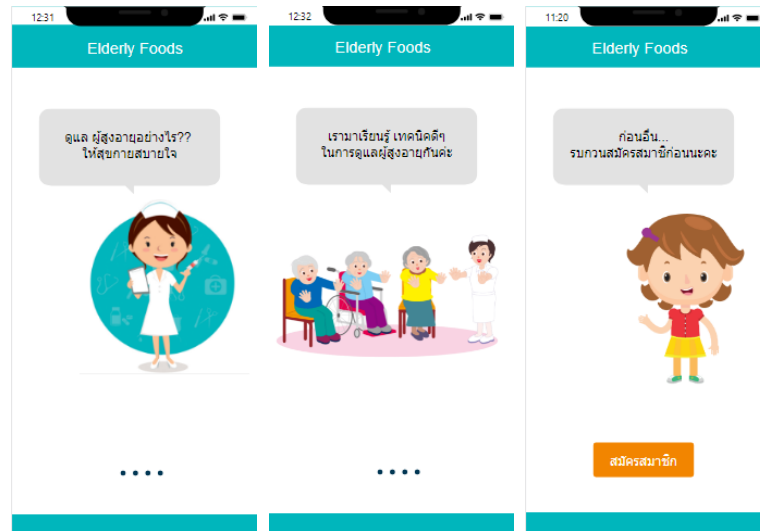 12:31
Elderly Foods
ดูแล ผู้สูงอายุอย่างไร??
ให้สุขกายสบายใจ
12:32
Elderly Foods
เรามาเรียนรู้ เทคนิคดีๆ
ในการดูแลผู้สูงอายุกันค่ะ
11:20
Elderly Foods
ก่อนอื่น...
รบกวนสมัครสมาชิกก่อนนะคะ
สมัครสมาชิก